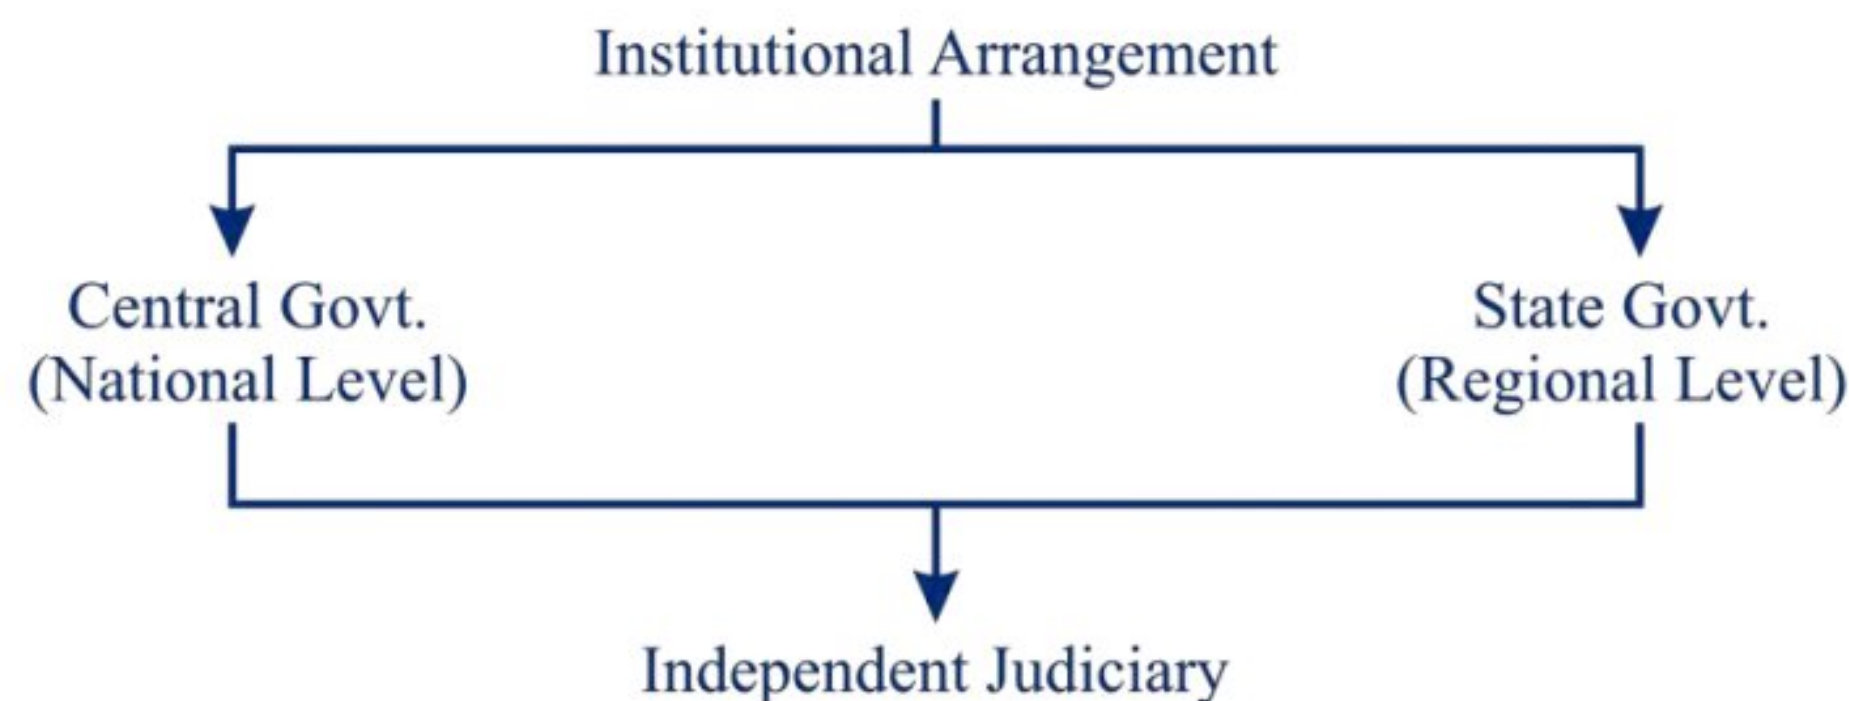 Institutional Arrangement
Central Govt.
(National Level)
State Govt.
(Regional Level)
Independent Judiciary